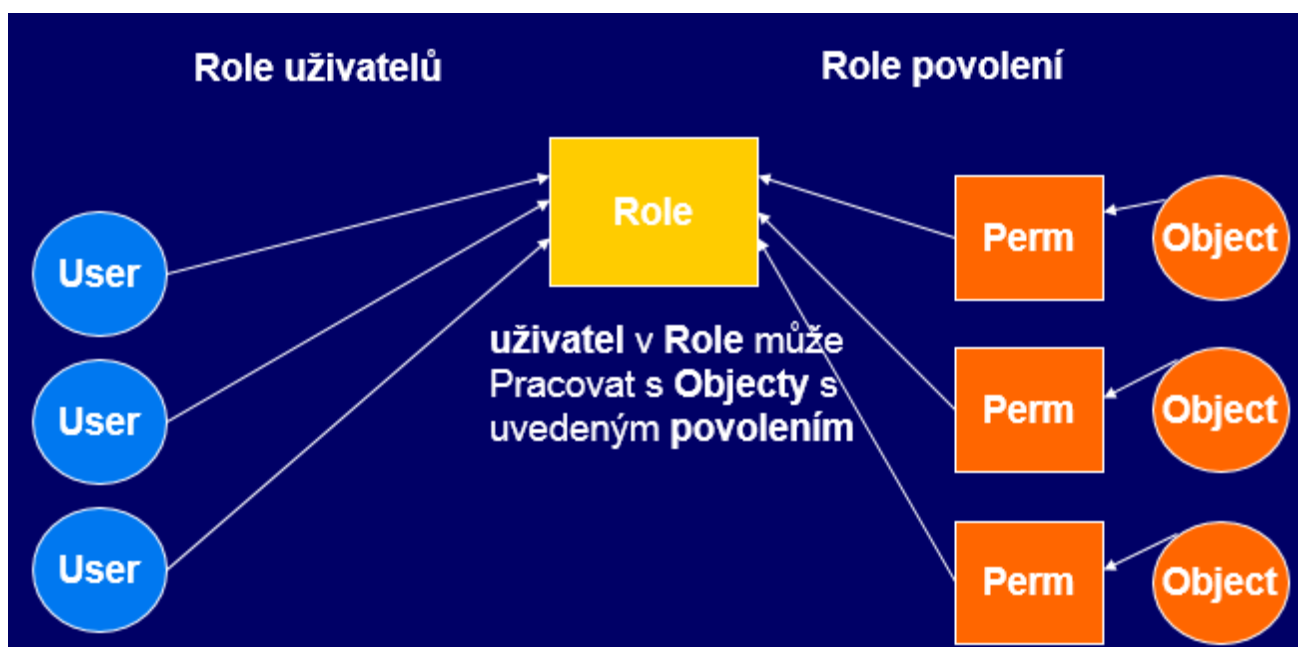 Role uživatelů
Role povolení
Role
User
User
User
uživatel v Role může
Pracovat s Objecty s
uvedeným povolením
Perm
Object
Perm
Object
Perm
Object